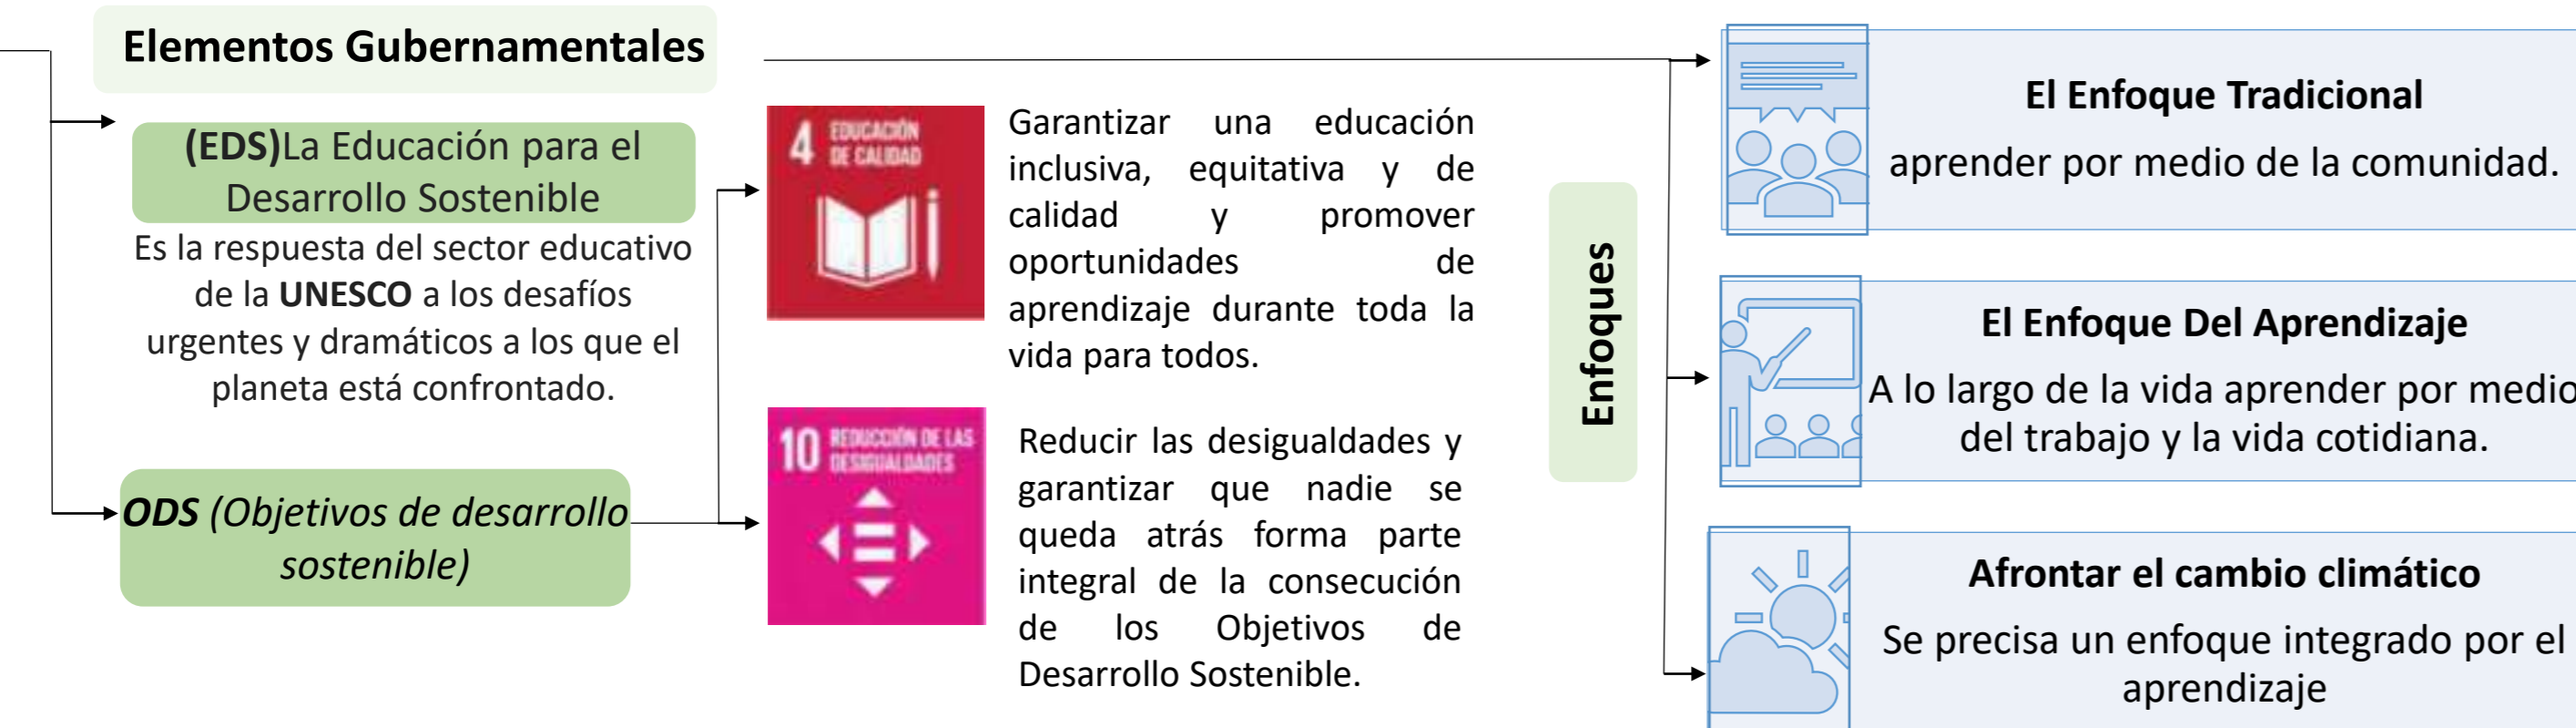 Elementos Gubernamentales
(EDS)La Educación para el
Desarrollo Sostenible
Es la respuesta del sector educativo
de la UNESCO a los desafíos
urgentes y dramáticos a los que el
planeta está confrontado.
ODS (Objetivos de desarrollo
sostenible)
4 EDUCACIÓN
DE CALIDAD
Garantizar una educación
inclusiva, equitativa y de
calidad y promover
oportunidades de
aprendizaje durante toda la
vida para todos.
10 REDUCCIÓN DE LAS
DESIGUALDADES
Reducir las desigualdades y
garantizar que nadie se
queda atrás forma parte
integral de la consecución
de los Objetivos de
Desarrollo Sostenible.
Enfoques
El Enfoque Tradicional
aprender por medio de la comunidad.
El Enfoque Del Aprendizaje
A lo largo de la vida aprender por medio
del trabajo y la vida cotidiana.
Afrontar el cambio climático
Se precisa un enfoque integrado por el
aprendizaje